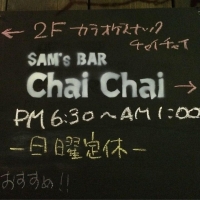 ← 2F カラオケスナック
チャイチャイ
SAM's BAR
Chai Chai →
PM 6:30～AM 1:00
－日曜定休－
おすすめ!!